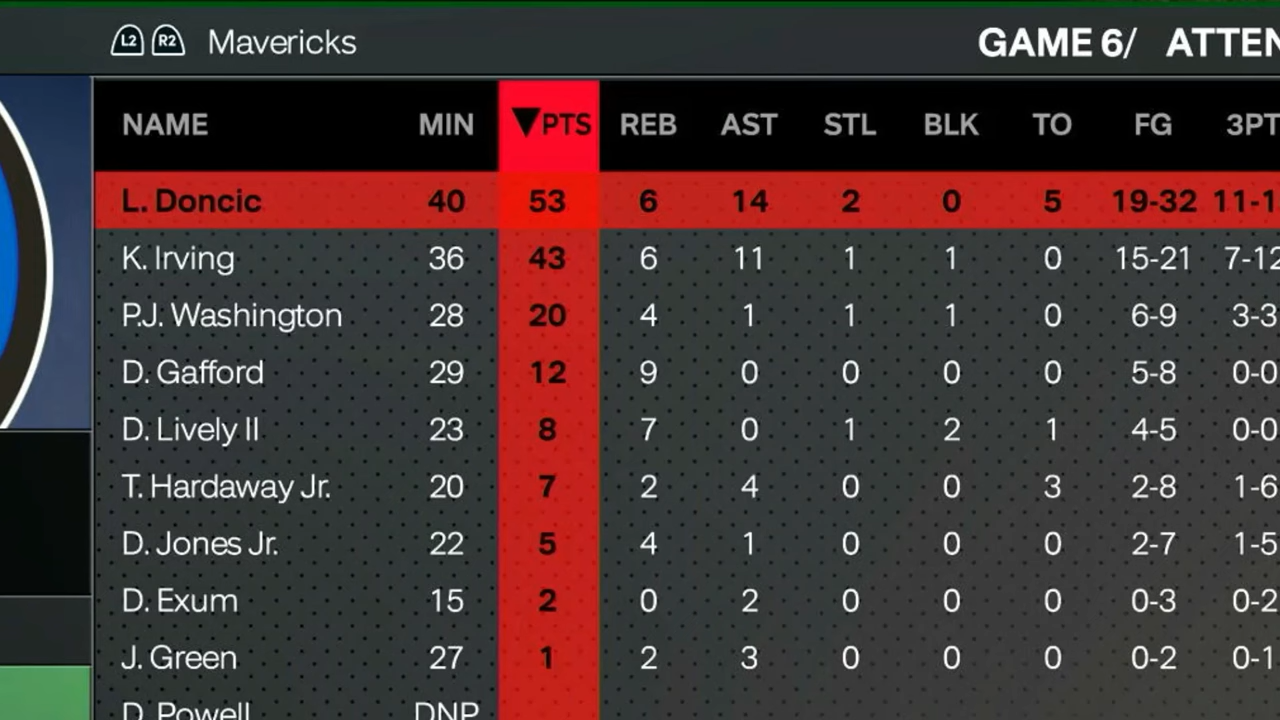 L2 R2 Mavericks GAME 6/ ATTEN
NAME MIN ▼PTS REB AST STL BLK TO FG 3PT
L. Doncic 40 53 6 14 2 0 5 19-32 11-1
K. Irving 36 43 6 11 1 1 0 15-21 7-12
P.J. Washington 28 20 4 1 1 1 0 6-9 3-3
D. Gafford 29 12 9 0 0 0 0 5-8 0-0
D. Lively II 23 8 7 0 1 2 1 4-5 0-0
T. Hardaway Jr. 20 7 2 4 0 0 3 2-8 1-6
D. Jones Jr. 22 5 4 1 0 0 0 2-7 1-5
D. Exum 15 2 0 2 0 0 0 0-3 0-2
J. Green 27 1 2 3 0 0 0 0-2 0-1
D. Powell DNP